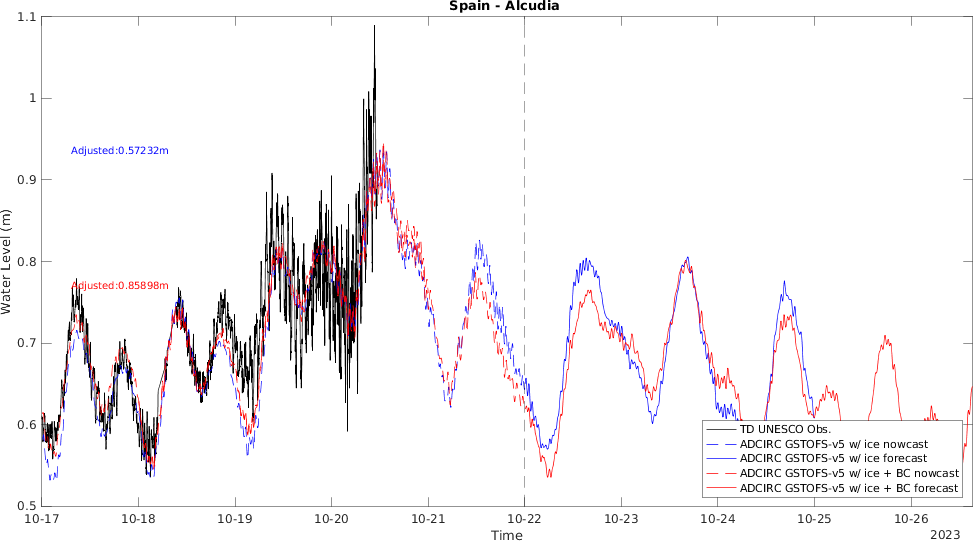 Spain - Alcudia
Water Level (m)
1.1
1
0.9
0.8
0.7
0.6
0.5
Adjusted:0.57232m
Adjusted:0.85898m
TD UNESCO Obs.
ADCIRC GSTOFS-v5 w/ ice nowcast
ADCIRC GSTOFS-v5 w/ ice forecast
ADCIRC GSTOFS-v5 w/ ice + BC nowcast
ADCIRC GSTOFS-v5 w/ ice + BC forecast
10-17 10-18 10-19 10-20 10-21 10-22 10-23 10-24 10-25 10-26
Time
2023